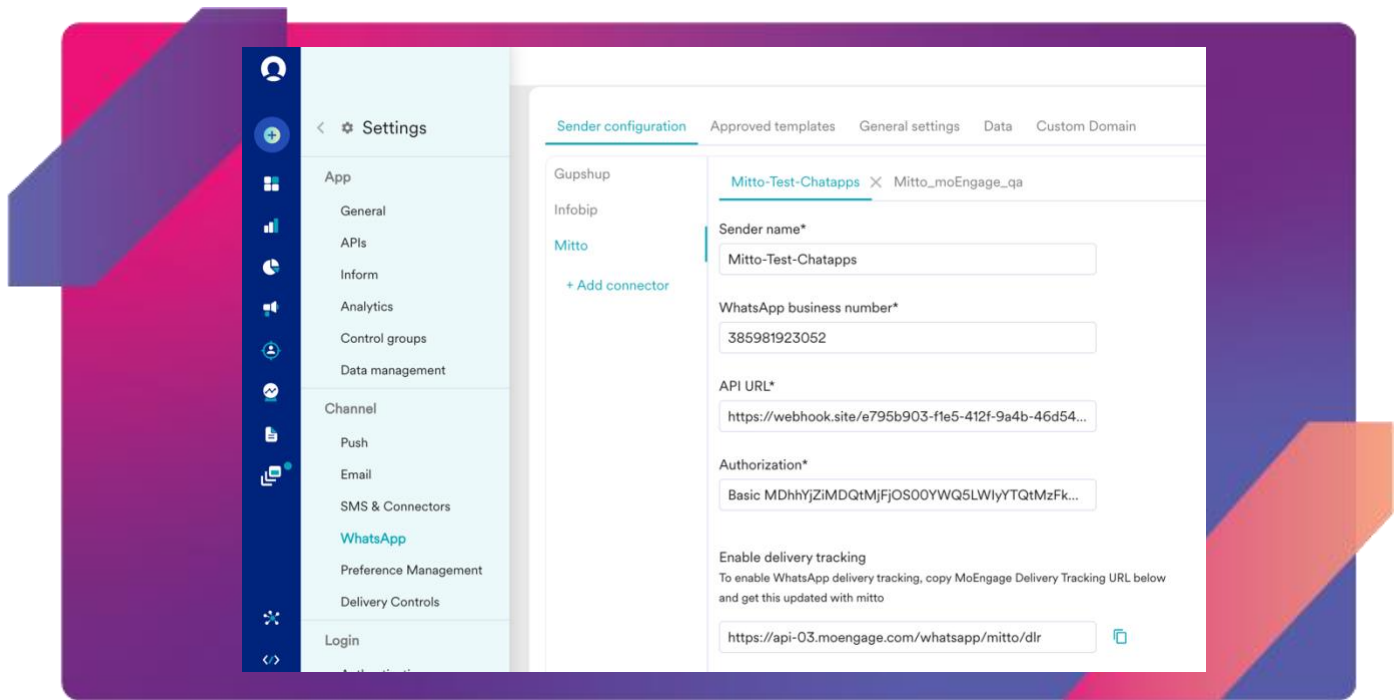 Settings
App
General
APIs
Inform
Analytics
Control groups
Data management
Channel
Push
Email
SMS & Connectors
WhatsApp
Preference Management
Delivery Controls
Login
Sender configuration Approved templates General settings Data Custom Domain
Gupshup
Infobip
Mitto
+ Add connector
Mitto-Test-Chatapps Mitto_moEngage_qa
Sender name*
Mitto-Test-Chatapps
WhatsApp business number*
385981923052
API URL*
https://webhook.site/e795b903-f1e5-412f-9a4b-46d54...
Authorization*
Basic MDhhYjZiMDQtMjFjOS00YWQ5LWIyYTQtMzFk...
Enable delivery tracking
To enable WhatsApp delivery tracking, copy MoEngage Delivery Tracking URL below
and get this updated with mitto
https://api-03.moengage.com/whatsapp/mitto/dlr